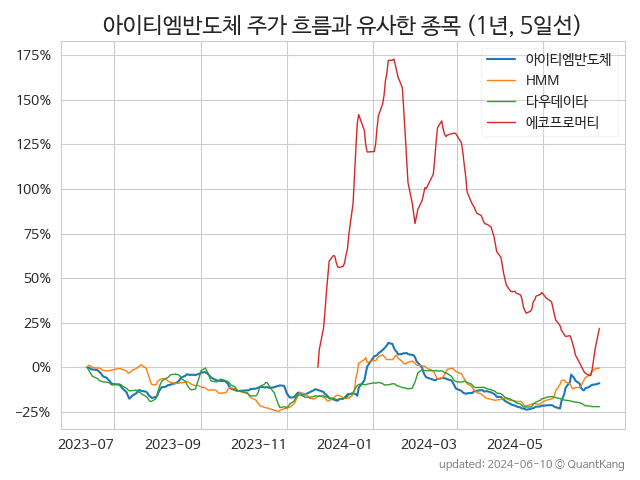 아이티엠반도체 주가 흐름과 유사한 종목 (1년, 5일선)
175%
150%
125%
100%
75%
50%
25%
0%
−25%
아이티엠반도체
HMM
다우데이타
에코프로머티
2023-07 2023-09 2023-11 2024-01 2024-03 2024-05
updated: 2024-06-10 © QuantKang